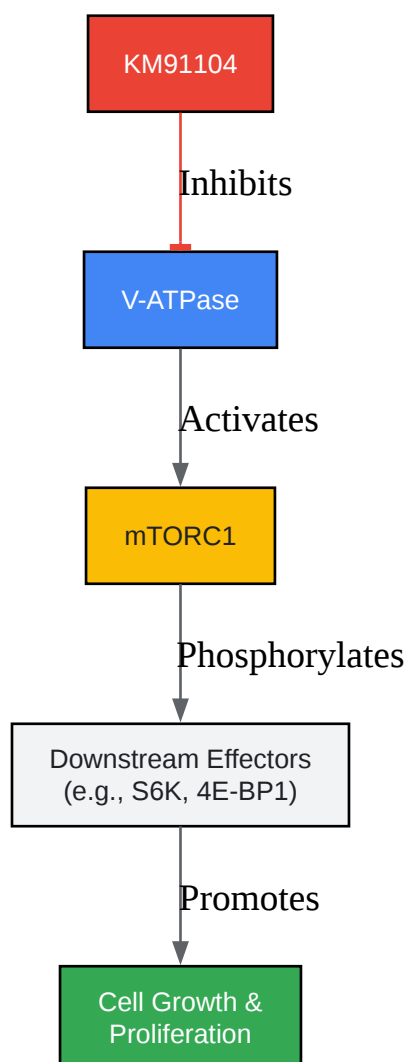 KM91104
Inhibits
V-ATPase
Activates
mTORC1
Phosphorylates
Downstream Effectors
(e.g., S6K, 4E-BP1)
Promotes
Cell Growth &
Proliferation